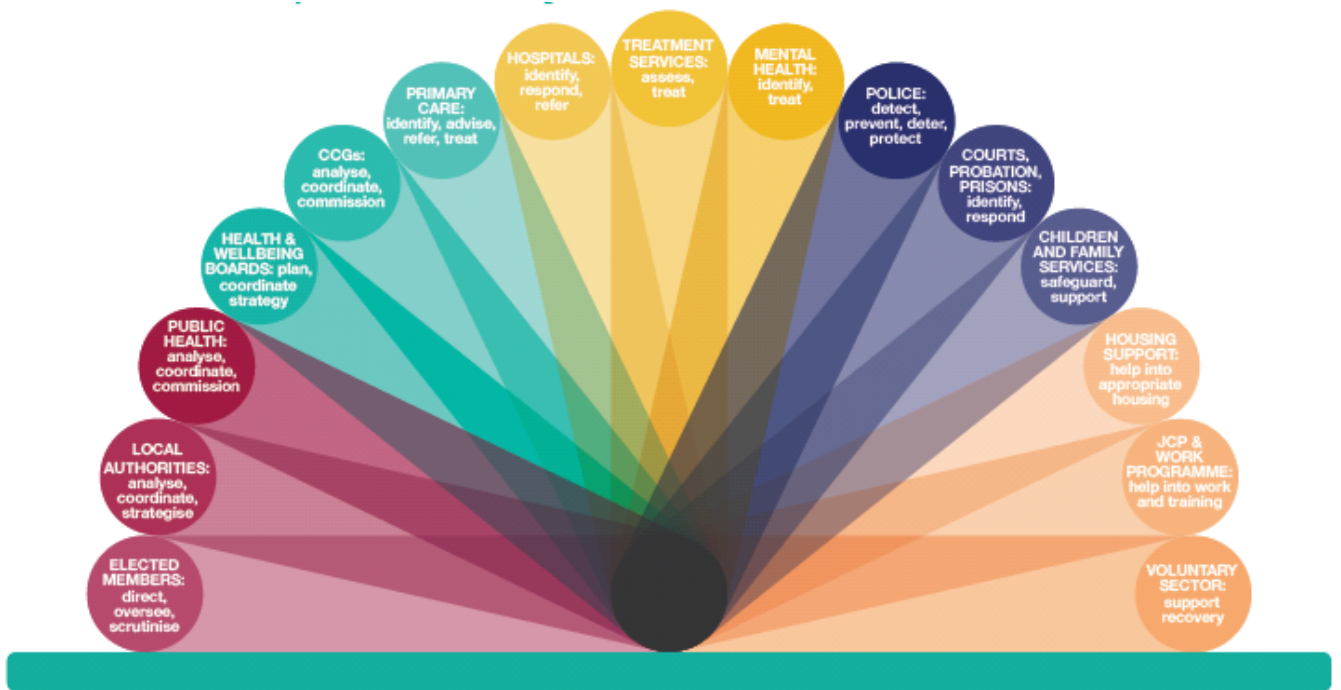 ELECTED
MEMBERS:
direct,
oversee,
scrutinise
LOCAL
AUTHORITIES:
analyse,
coordinate,
strategise
PUBLIC
HEALTH:
analyse,
coordinate,
commission
HEALTH &
WELLBEING
BOARDS: plan,
coordinate
strategy
CCGs:
analyse,
coordinate,
commission
PRIMARY
CARE:
identify, advise,
refer, treat
HOSPITALS:
identify,
respond,
refer
TREATMENT
SERVICES:
assess,
treat
MENTAL
HEALTH:
identify,
treat
POLICE:
detect,
prevent, deter,
protect
COURTS,
PROBATION,
PRISONS:
identify,
respond
CHILDREN
AND FAMILY
SERVICES:
safeguard,
support
HOUSING
SUPPORT:
help into
appropriate
housing
JCP &
WORK
PROGRAMME:
help into work
and training
VOLUNTARY
SECTOR:
support
recovery